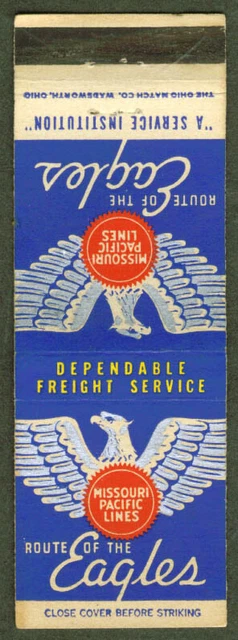 THE OHIO MATCH CO. WADSWORTH, OHIO
"A SERVICE INSTITUTION"
ROUTE OF THE
Eagles
MISSOURI
PACIFIC
LINES
DEPENDABLE
FREIGHT SERVICE
MISSOURI
PACIFIC
LINES
ROUTE OF THE
Eagles
CLOSE COVER BEFORE STRIKING